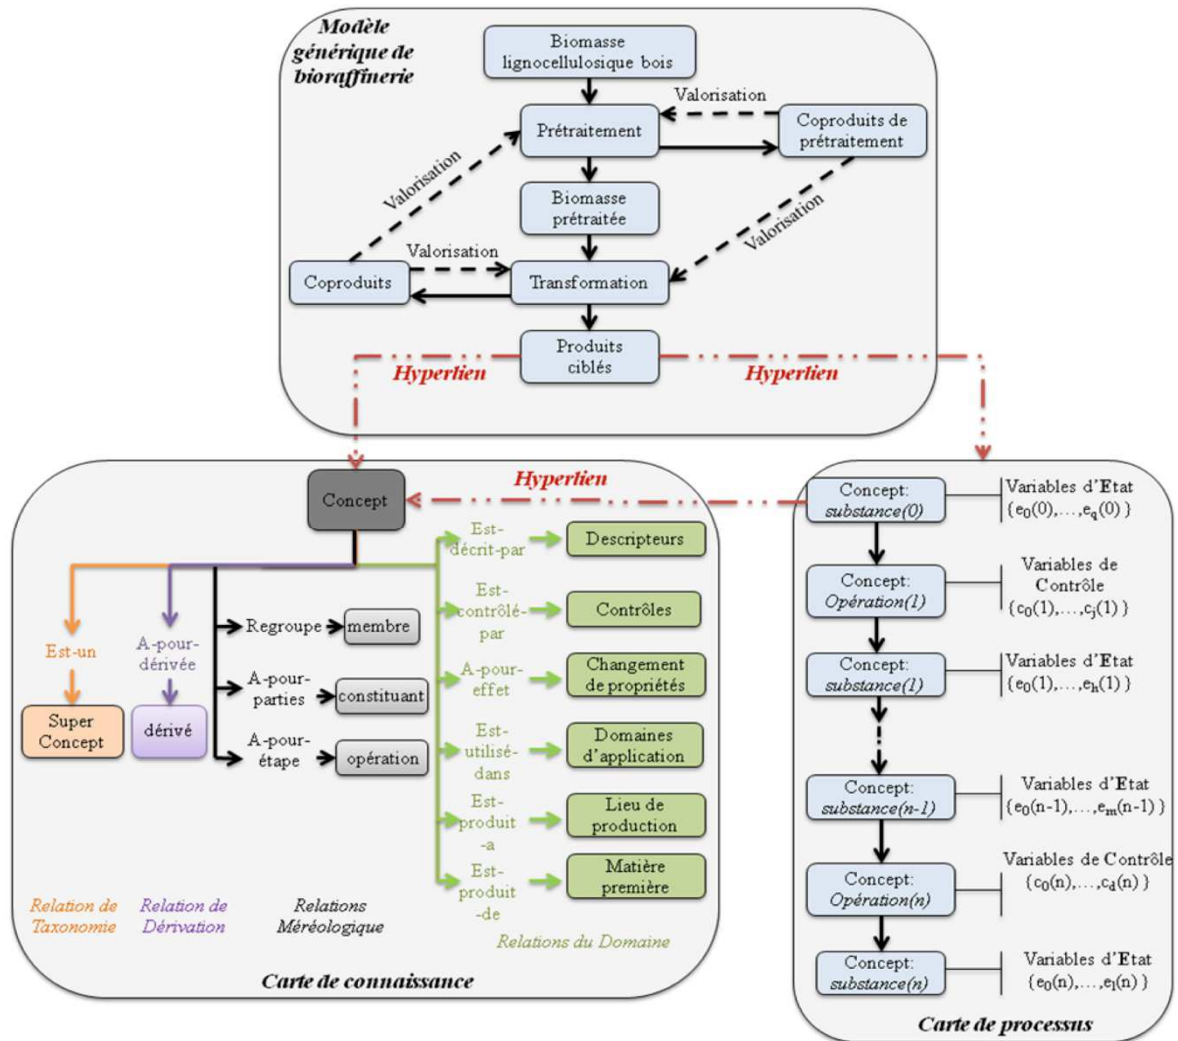 Modèle
générique de
bioraffinerie
Biomasse
lignocellulosique bois
Valorisation
Prétraitement
Coproduits de
prétraitement
Valorisation
Biomasse
prétraitée
Valorisation
Valorisation
Coproduits
Transformation
Produits
ciblés
Hyperlien
Hyperlien
Hyperlien
Concept
Est-
décrit-par
Descripteurs
Est-
contrôlé-
par
Contrôles
Est-un
A-pour-
dérivée
Regroupe
membre
A-pour-
effet
Changement
de propriétés
A-pour-
parties
constituant
Super
Concept
dérivé
A-pour-
étape
opération
Est-
utilisé-
dans
Domaines
d'application
Est-
produit
-a
Lieu de
production
Est-
produit
-de
Matière
première
Relation de
Taxonomie
Relation de
Dérivation
Relations
Méréologique
Relations du Domaine
Carte de connaissance
Concept:
substance(0)
Variables d'Etat
{e0(0),…,eq(0) }
Concept:
Opération(1)
Variables de
Contrôle
{c0(1),…,cj(1) }
Concept:
substance(1)
Variables d'Etat
{e0(1),…,eh(1) }
Concept:
substance(n-1)
Variables d'Etat
{e0(n-1),…,em(n-1) }
Concept:
Opération(n)
Variables de Contrôle
{c0(n),…,cd(n) }
Concept:
substance(n)
Variables d'Etat
{e0(n),…,el(n) }
Carte de processus